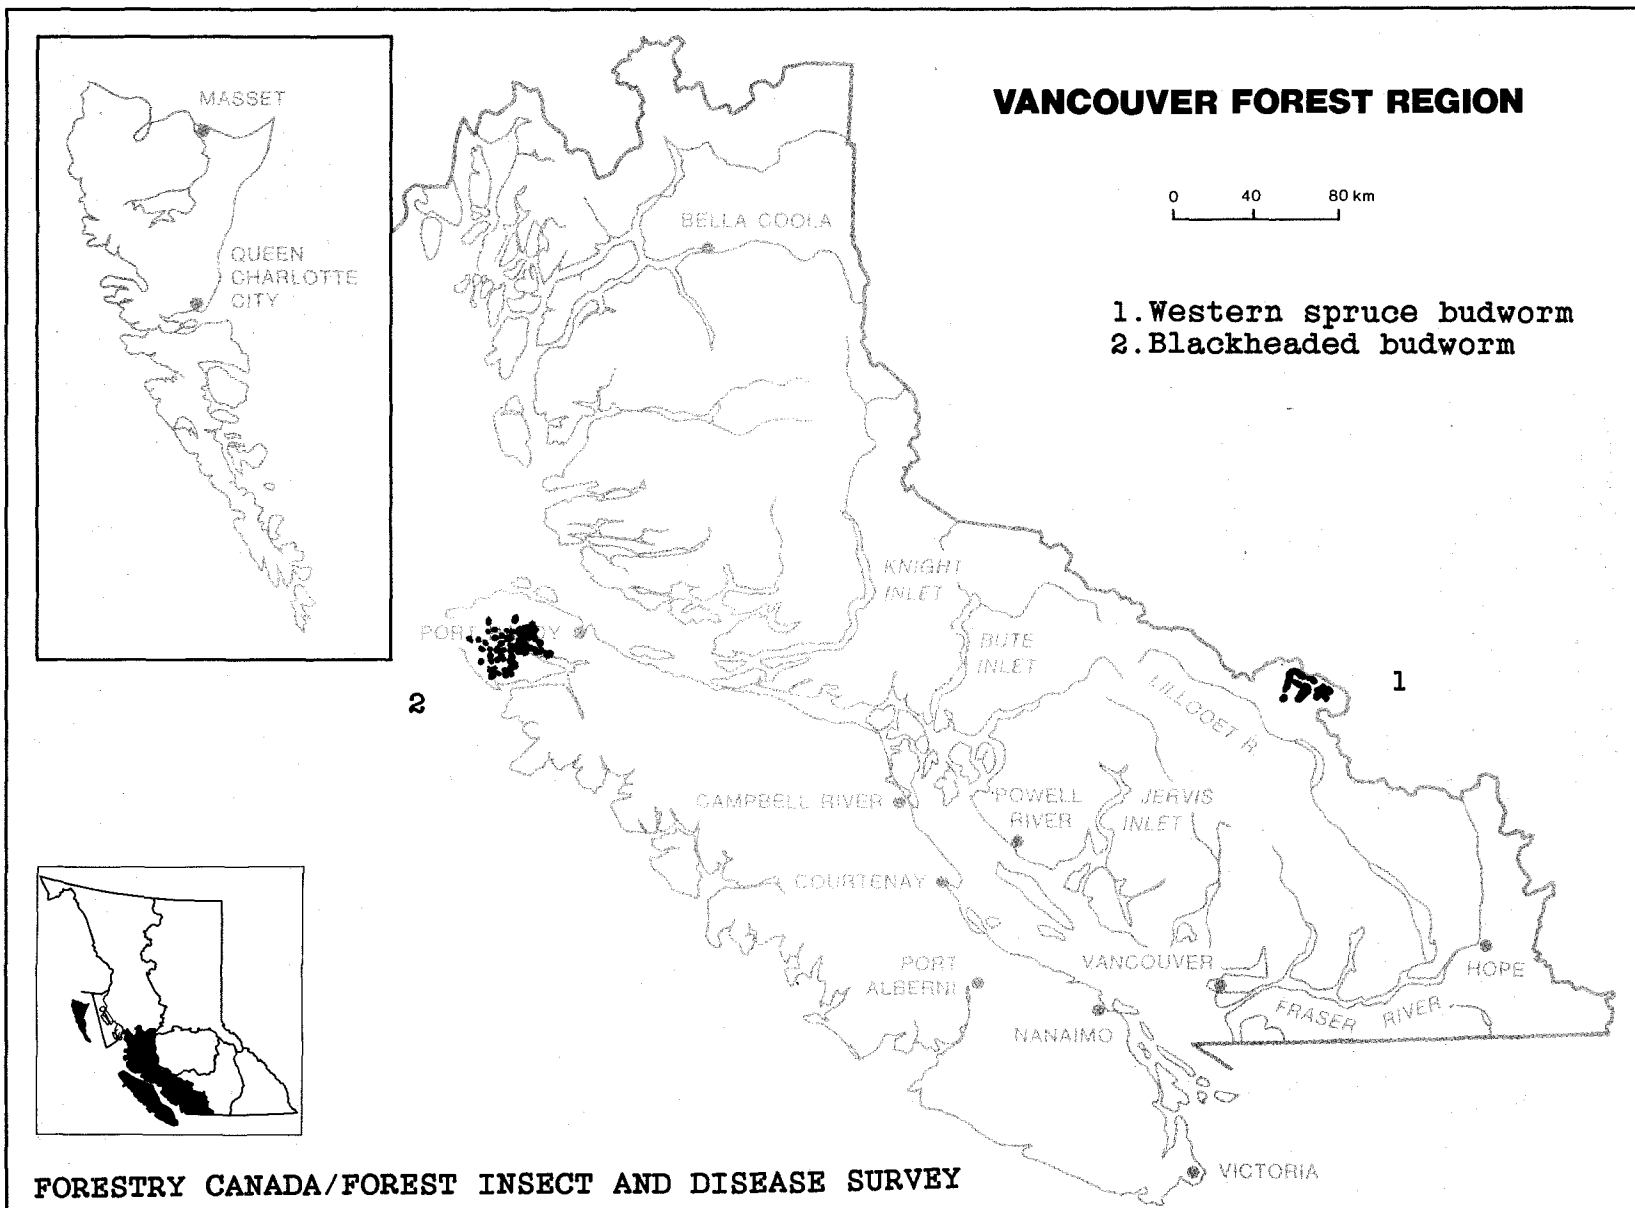 VANCOUVER FOREST REGION
0 40 80 km
1.Western spruce budworm
2.Blackheaded budworm
MASSET
QUEEN
CHARLOTTE
CITY
BELLA COOLA
KNIGHT
INLET
BUTE
INLET
PORT
2
1
LILLOOET R.
CAMPBELL RIVER
POWELL
RIVER
JERVIS
INLET
COURTENAY
PORT
ALBERNI
VANCOUVER
HOPE
FRASER RIVER
NANAIMO
VICTORIA
FORESTRY CANADA/FOREST INSECT AND DISEASE SURVEY